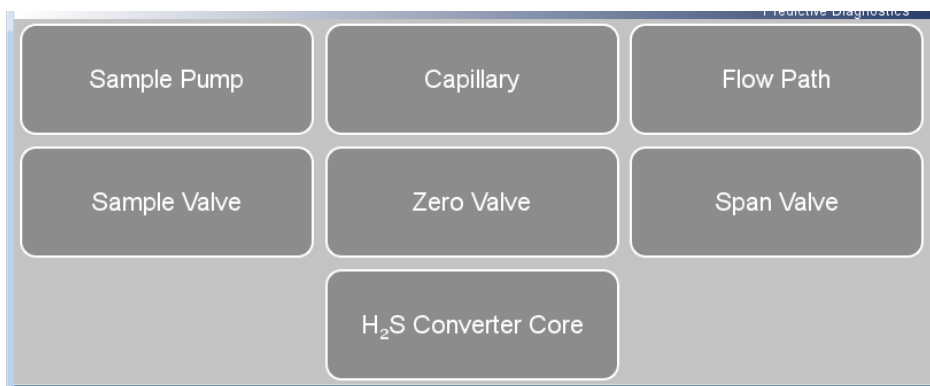 Predictive Diagnostics
Sample Pump
Capillary
Flow Path
Sample Valve
Zero Valve
Span Valve
H₂S Converter Core